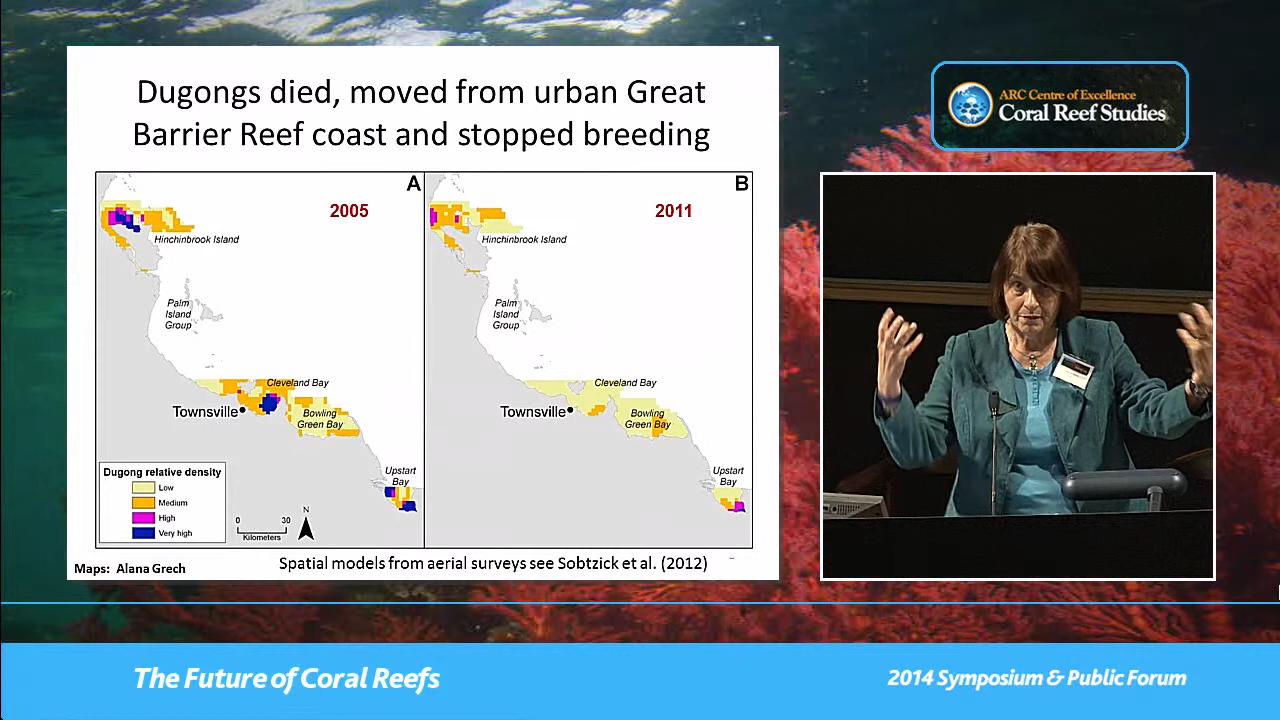 Dugongs died, moved from urban Great
Barrier Reef coast and stopped breeding
A
2005
Hinchinbrook Island
Palm
Island
Group
Cleveland Bay
Townsville
Bowling
Green Bay
Upstart
Bay
Dugong relative density
Low
Medium
High
Very high
0 30
Kilometers
N
B
2011
Hinchinbrook Island
Palm
Island
Group
Cleveland Bay
Townsville
Bowling
Green Bay
Upstart
Bay
Maps: Alana Grech
Spatial models from aerial surveys see Sobtzick et al. (2012)
ARC Centre of Excellence
Coral Reef Studies
The Future of Coral Reefs
2014 Symposium & Public Forum